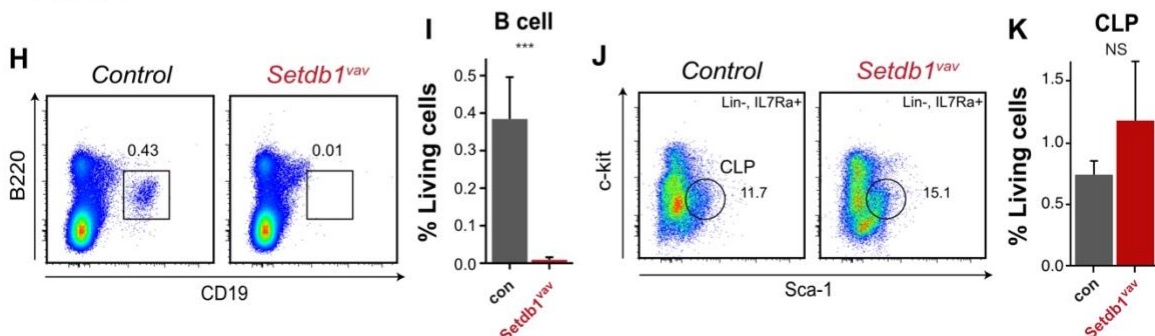 H
Control
Setdb1vav
B220
0.43
0.01
CD19
I
B cell
***
% Living cells
0.5
0.4
0.3
0.2
0.1
0.0
con
Setdb1vav
J
Control
Setdb1vav
c-kit
Lin-, IL7Ra+
CLP
11.7
Lin-, IL7Ra+
15.1
Sca-1
K
CLP
NS
% Living cells
1.5
1.0
0.5
0.0
con
Setdb1vav